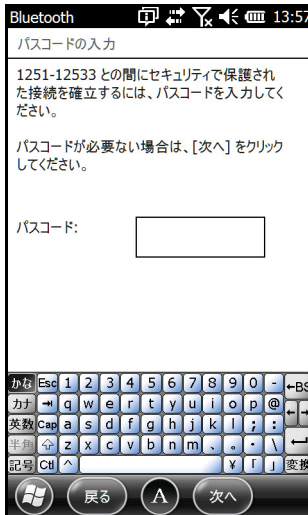 Bluetooth 13:57
パスコードの入力
1251-12533 との間にセキュリティで保護され
た接続を確立するには、パスコードを入力してく
ださい。
パスコードが必要ない場合は、[次へ] をクリック
してください。
パスコード:
かな Esc 1 2 3 4 5 6 7 8 9 0 - ←BS
カナ q w e r t y u i o p @
英数 Cap a s d f g h j k l ; :
半角 z x c v b n m 、 。 ・ \
記号 Ctl ^ ¥ 「 」 変換
戻る A 次へ